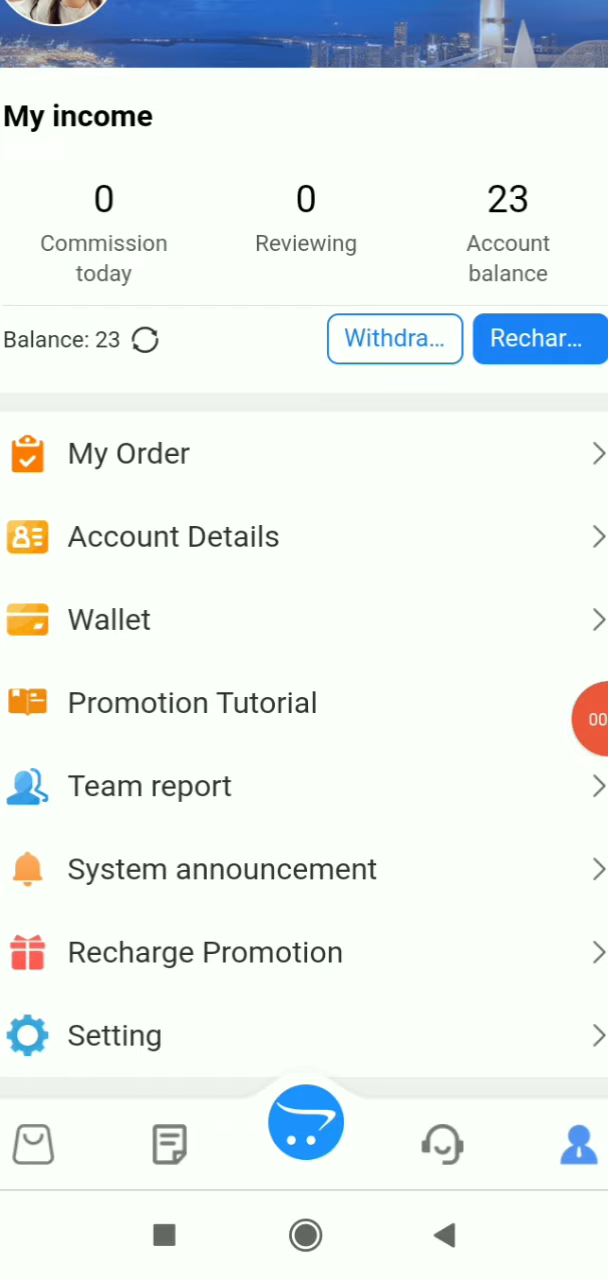 My income
0 0 23
Commission today Reviewing Account balance
Balance: 23 Withdra... Rechar...
My Order
Account Details
Wallet
Promotion Tutorial
00
Team report
System announcement
Recharge Promotion
Setting